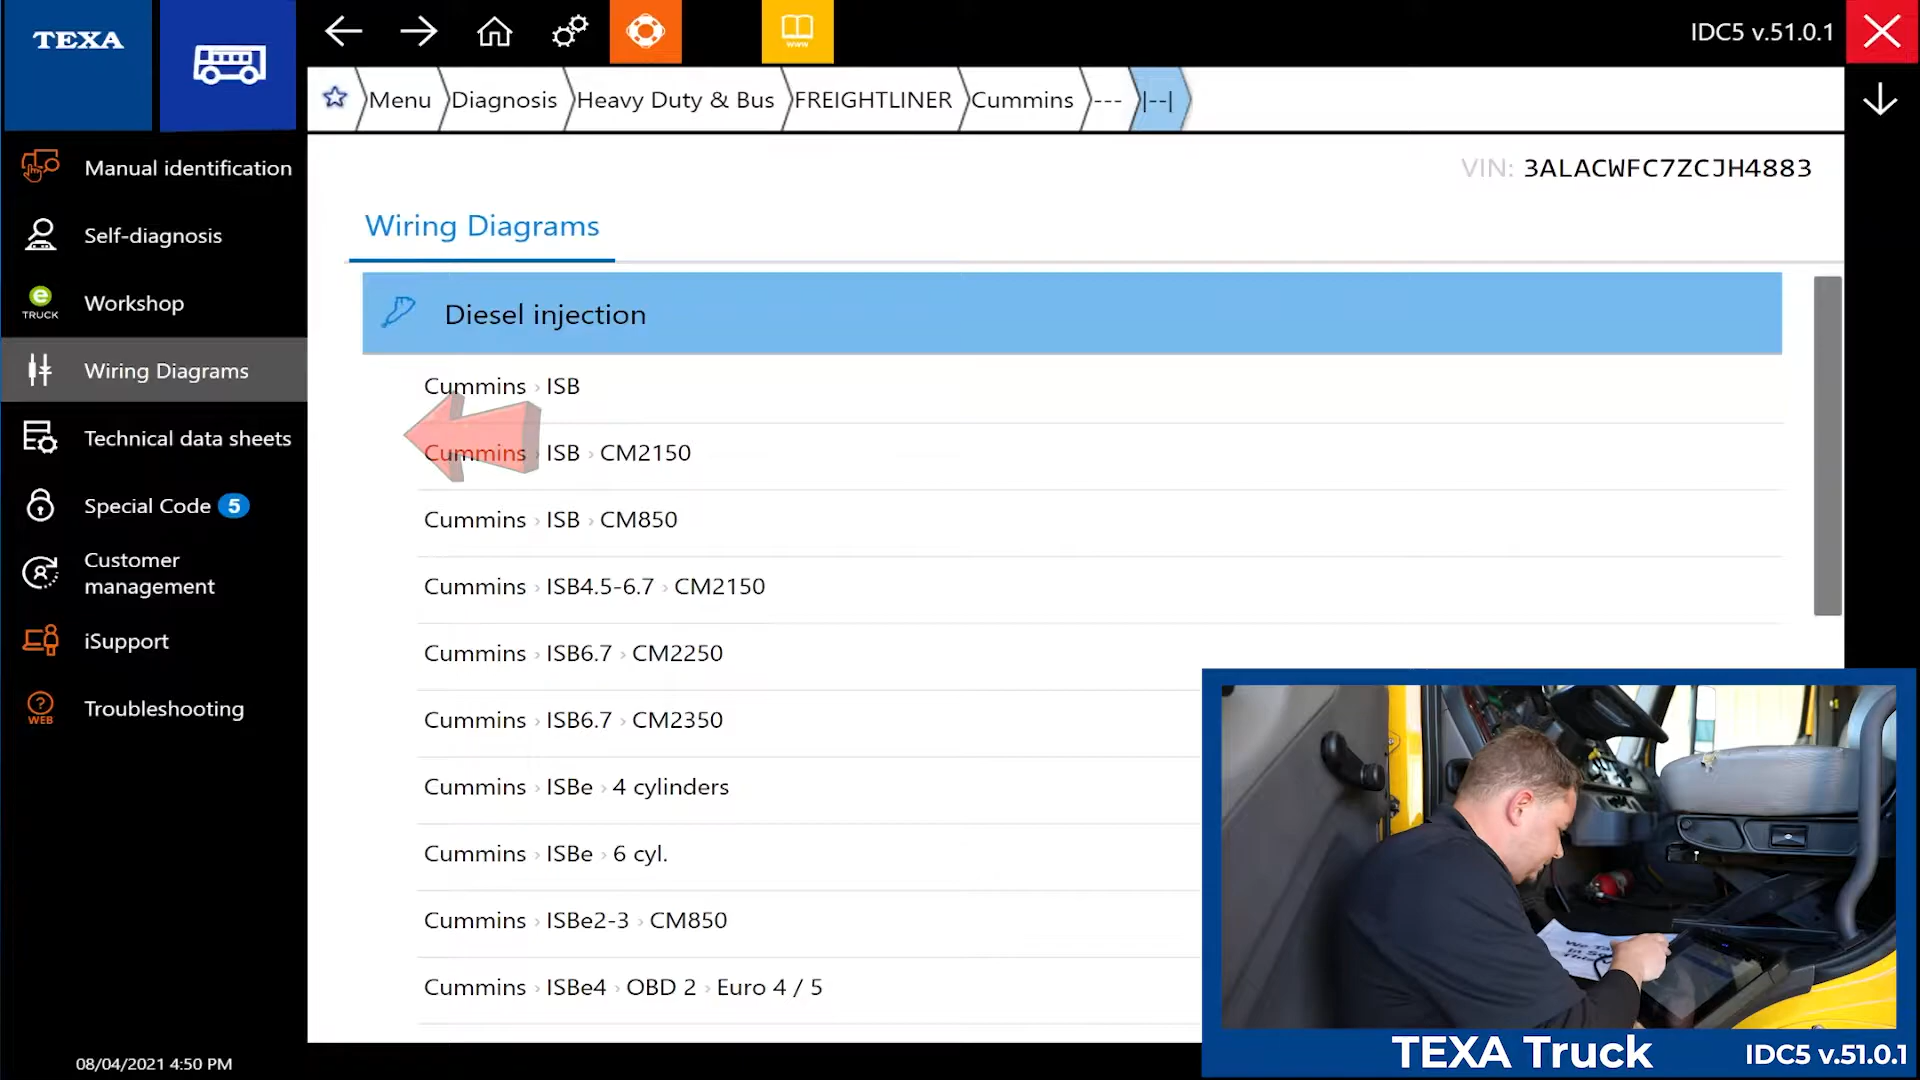 TEXA
www
IDC5 v.51.0.1
Menu
Diagnosis
Heavy Duty & Bus
FREIGHTLINER
Cummins
---
|--|
Manual identification
Self-diagnosis
e
TRUCK
Workshop
Wiring Diagrams
Technical data sheets
Special Code 5
Customer
management
iSupport
?
WEB
Troubleshooting
08/04/2021 4:50 PM
VIN: 3ALACWFC7ZCJH4883
Wiring Diagrams
Diesel injection
Cummins › ISB
Cummins › ISB › CM2150
Cummins › ISB › CM850
Cummins › ISB4.5-6.7 › CM2150
Cummins › ISB6.7 › CM2250
Cummins › ISB6.7 › CM2350
Cummins › ISBe › 4 cylinders
Cummins › ISBe › 6 cyl.
Cummins › ISBe2-3 › CM850
Cummins › ISBe4 › OBD 2 › Euro 4 / 5
TEXA Truck
IDC5 v.51.0.1